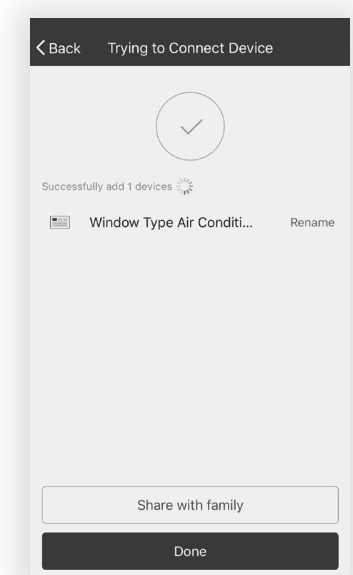 Back Trying to Connect Device
Successfully add 1 devices
Window Type Air Conditi... Rename
Share with family
Done